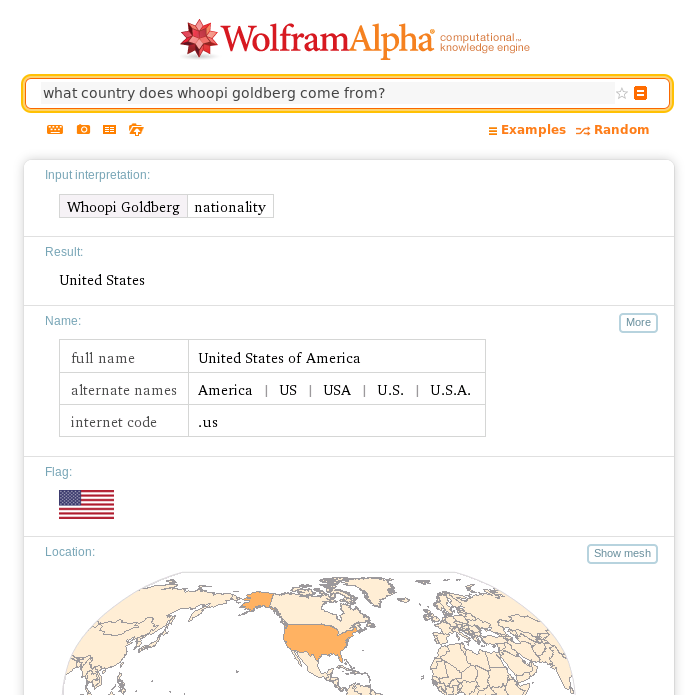 WolframAlpha computational... knowledge engine
what country does whoopi goldberg come from?
Examples Random
Input interpretation:
Whoopi Goldberg nationality
Result:
United States
Name:
More
full name United States of America
alternate names America | US | USA | U.S. | U.S.A.
internet code .us
Flag:
Location:
Show mesh